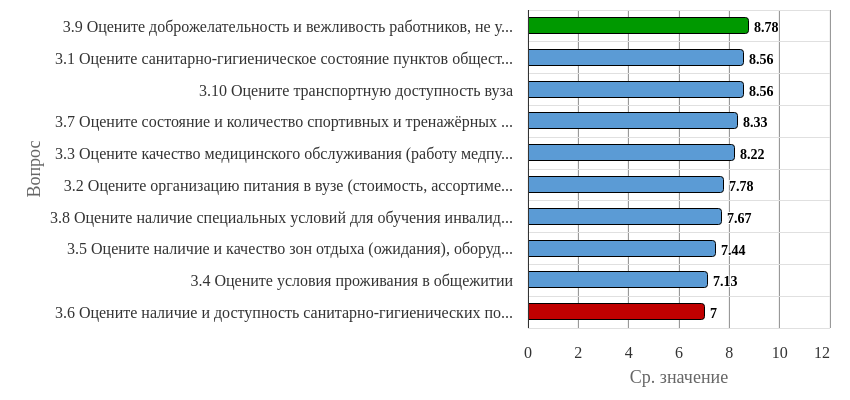 3.9 Оцените доброжелательность и вежливость работников, не у...
8.78
3.1 Оцените санитарно-гигиеническое состояние пунктов общест...
8.56
3.10 Оцените транспортную доступность вуза
8.56
3.7 Оцените состояние и количество спортивных и тренажёрных ...
8.33
3.3 Оцените качество медицинского обслуживания (работу медпу...
8.22
3.2 Оцените организацию питания в вузе (стоимость, ассортиме...
7.78
3.8 Оцените наличие специальных условий для обучения инвалид...
7.67
3.5 Оцените наличие и качество зон отдыха (ожидания), оборуд...
7.44
3.4 Оцените условия проживания в общежитии
7.13
3.6 Оцените наличие и доступность санитарно-гигиенических по...
7
Вопрос
0 2 4 6 8 10 12
Ср. значение